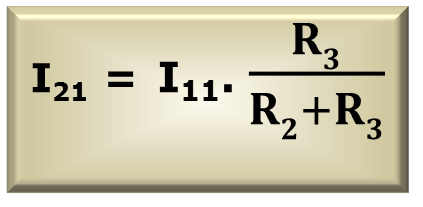 I₂₁ = I₁₁. R₃ / R₂+R₃